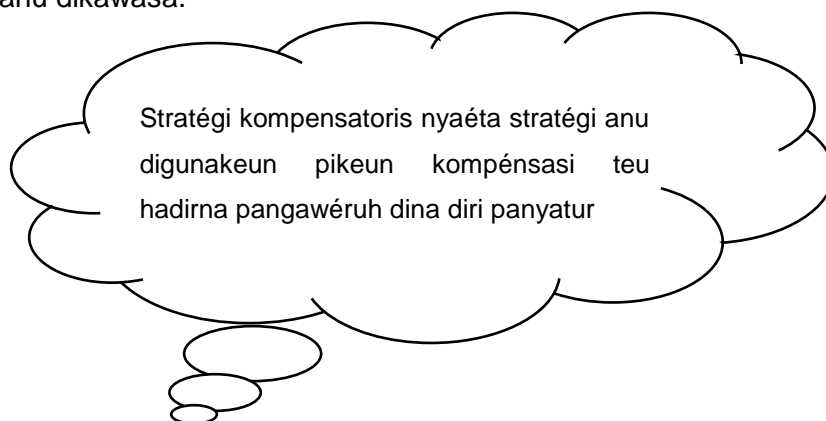 anu dikawasa.
Stratégi kompensatoris nyaéta stratégi anu
digunakeun pikeun kompénsasi teu
hadirna pangawéruh dina diri panyatur